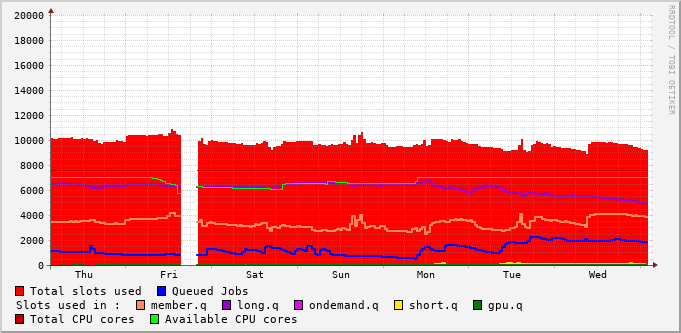 20000
18000
16000
14000
12000
10000
8000
6000
4000
2000
0
Thu Fri Sat Sun Mon Tue Wed
RRDTOOL / TOBI OETIKER
Total slots used Queued Jobs
Slots used in : member.q long.q ondemand.q short.q gpu.q
Total CPU cores Available CPU cores